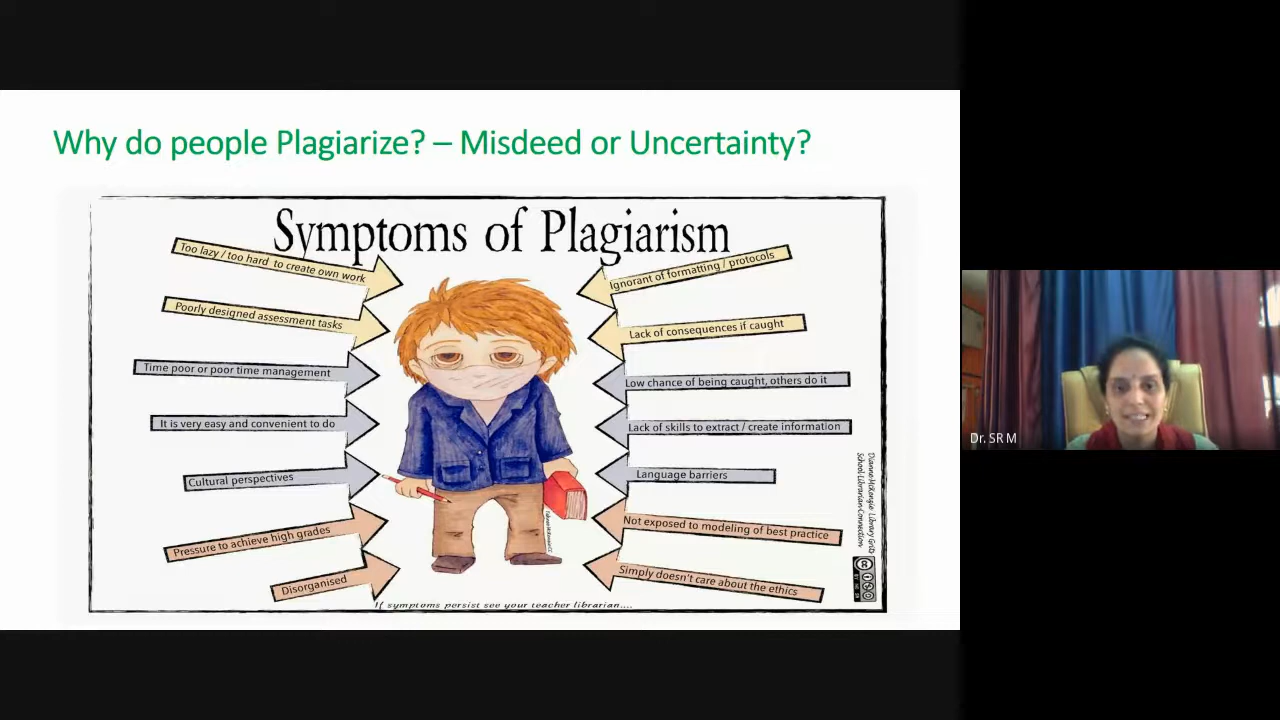 Why do people Plagiarize? – Misdeed or Uncertainty?
Symptoms of Plagiarism
Too lazy / too hard to create own work
Poorly designed assessment tasks
Time poor or poor time management
It is very easy and convenient to do
Cultural perspectives
Pressure to achieve high grades
Disorganised
Ignorant of formatting / protocols
Lack of consequences if caught
Low chance of being caught, others do it
Lack of skills to extract / create information
Language barriers
Not exposed to modeling of best practice
Simply doesn't care about the ethics
If symptoms persist see your teacher librarian....
Dianne McKenzie: Library Grits
School Librarian Connection
Dr. SR M